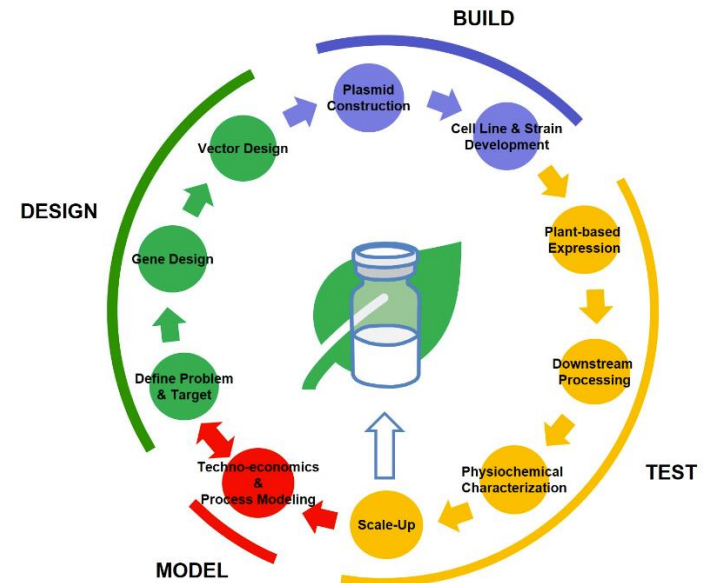 BUILD
Plasmid
Construction
Cell Line & Strain
Development
Vector Design
DESIGN
Gene Design
Plant-based
Expression
Define Problem
& Target
Downstream
Processing
Techno-economics
&
Process Modeling
Physiochemical
Characterization
TEST
Scale-Up
MODEL